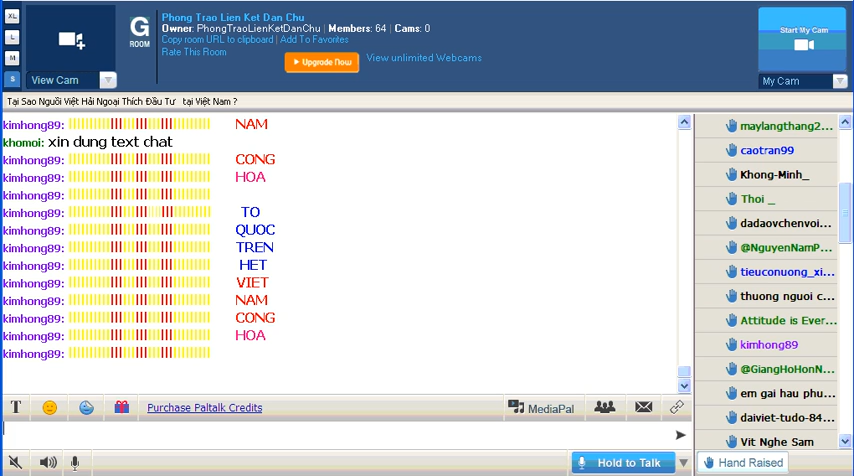 XL
L
M
S
View Cam
G
ROOM
Phong Trao Lien Ket Dan Chu
Owner: PhongTraoLienKetDanChu | Members: 64 | Cams: 0
Copy room URL to clipboard | Add To Favorites
Rate This Room
Upgrade Now
View unlimited Webcams
Start My Cam
My Cam
Tại Sao Người Việt Hải Ngoại Thích Đầu Tư tại Việt Nam ?
kimhong89: NAM
khomoi: xin dung text chat
kimhong89: CONG
kimhong89: HOA
kimhong89:
kimhong89: TO
kimhong89: QUOC
kimhong89: TREN
kimhong89: HET
kimhong89: VIET
kimhong89: NAM
kimhong89: CONG
kimhong89: HOA
kimhong89:
maylangthang2...
caotran99
Khong-Minh_
Thoi _
dadaovchenvoi...
@NguyenNamP...
tieuconuong_xi...
thuong nguoi c...
Attitude is Ever...
kimhong89
@GiangHoHonN...
em gai hau phu...
daiviet-tudo-84...
Vit Nghe Sam
T
Purchase Paltalk Credits
MediaPal
Hold to Talk
Hand Raised